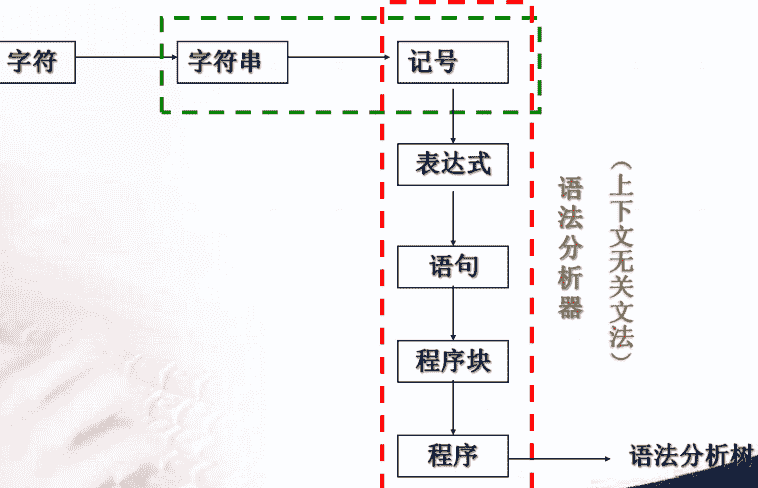 字符
字符串
记号
表达式
语句
程序块
程序
语法分析树
语法分析器
（上下文无关文法）